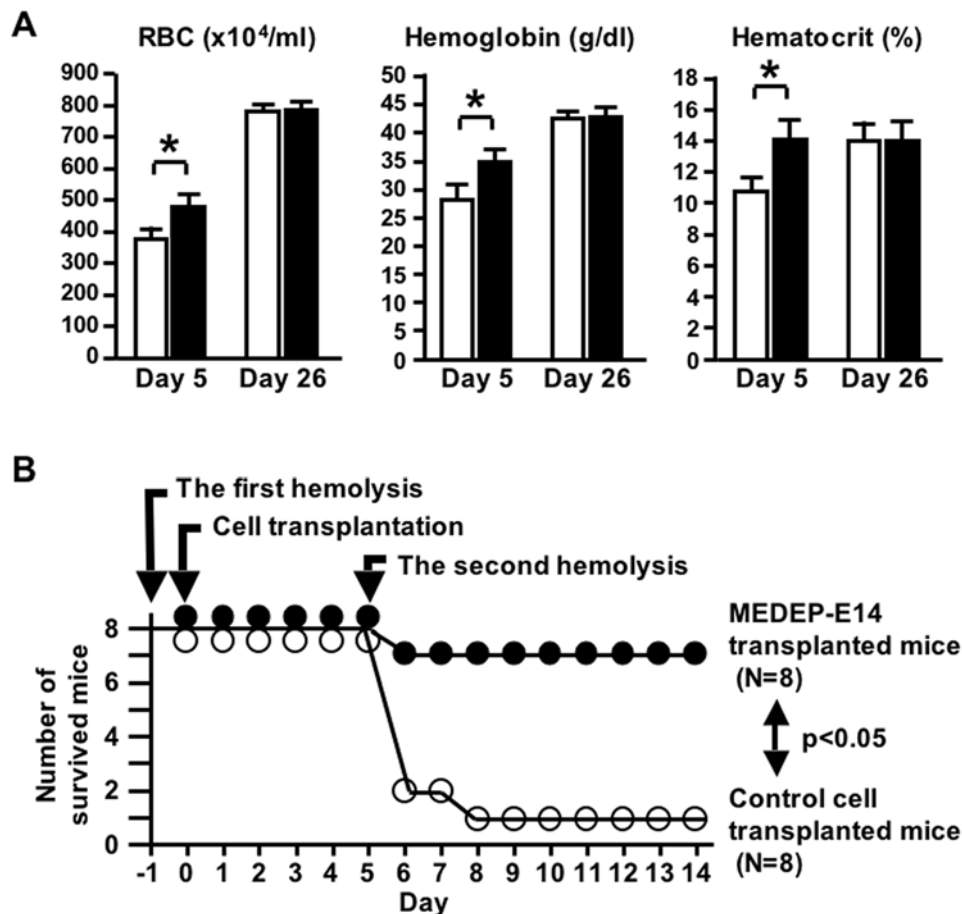 A
RBC (x10⁴/ml)
900
800
700
600
500
400
300
200
100
0
*
Day 5
Day 26
Hemoglobin (g/dl)
50
45
40
35
30
25
20
15
10
5
0
*
Day 5
Day 26
Hematocrit (%)
18
16
14
12
10
8
6
4
2
0
*
Day 5
Day 26
B
The first hemolysis
Cell transplantation
The second hemolysis
Number of
survived mice
8
6
4
2
0
-1 0 1 2 3 4 5 6 7 8 9 10 11 12 13 14
Day
MEDEP-E14
transplanted mice
(N=8)
p<0.05
Control cell
transplanted mice
(N=8)